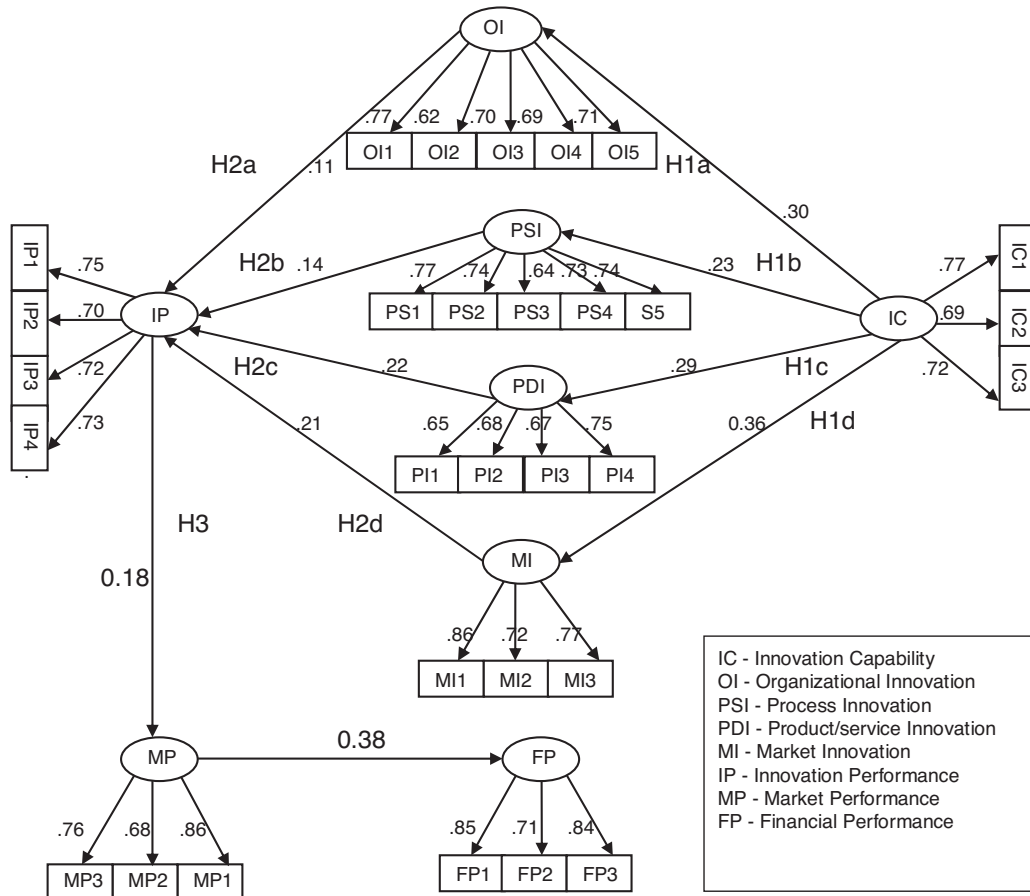 OI
.77 .62 .70 .69 .71
OI1 OI2 OI3 OI4 OI5
H2a
.11
H1a
.30
PSI
H2b
.14
H1b
.23
.77 .74 .64 .73 .74
PS1 PS2 PS3 PS4 S5
IP1
IP2
IP3
IP4
.75
.70
.72
.73
.
IP
IC
.77
.69
.72
IC1
IC2
IC3
H2c
.22
PDI
.29
H1c
.65 .68 .67 .75
PI1 PI2 PI3 PI4
.21
H2d
0.36
H1d
MI
.86 .72 .77
MI1 MI2 MI3
H3
0.18
MP
0.38
FP
.76 .68 .86
MP3 MP2 MP1
.85 .71 .84
FP1 FP2 FP3
IC - Innovation Capability
OI - Organizational Innovation
PSI - Process Innovation
PDI - Product/service Innovation
MI - Market Innovation
IP - Innovation Performance
MP - Market Performance
FP - Financial Performance